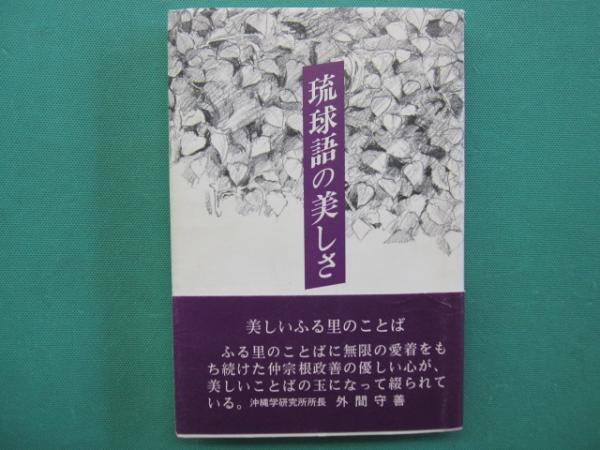 琉球語の美しさ
美しいふる里のことば
ふる里のことばに無限の愛着をも
ち続けた仲宗根政善の優しい心が、
美しいことばの玉になって綴られて
いる。沖縄学研究所所長 外間守善